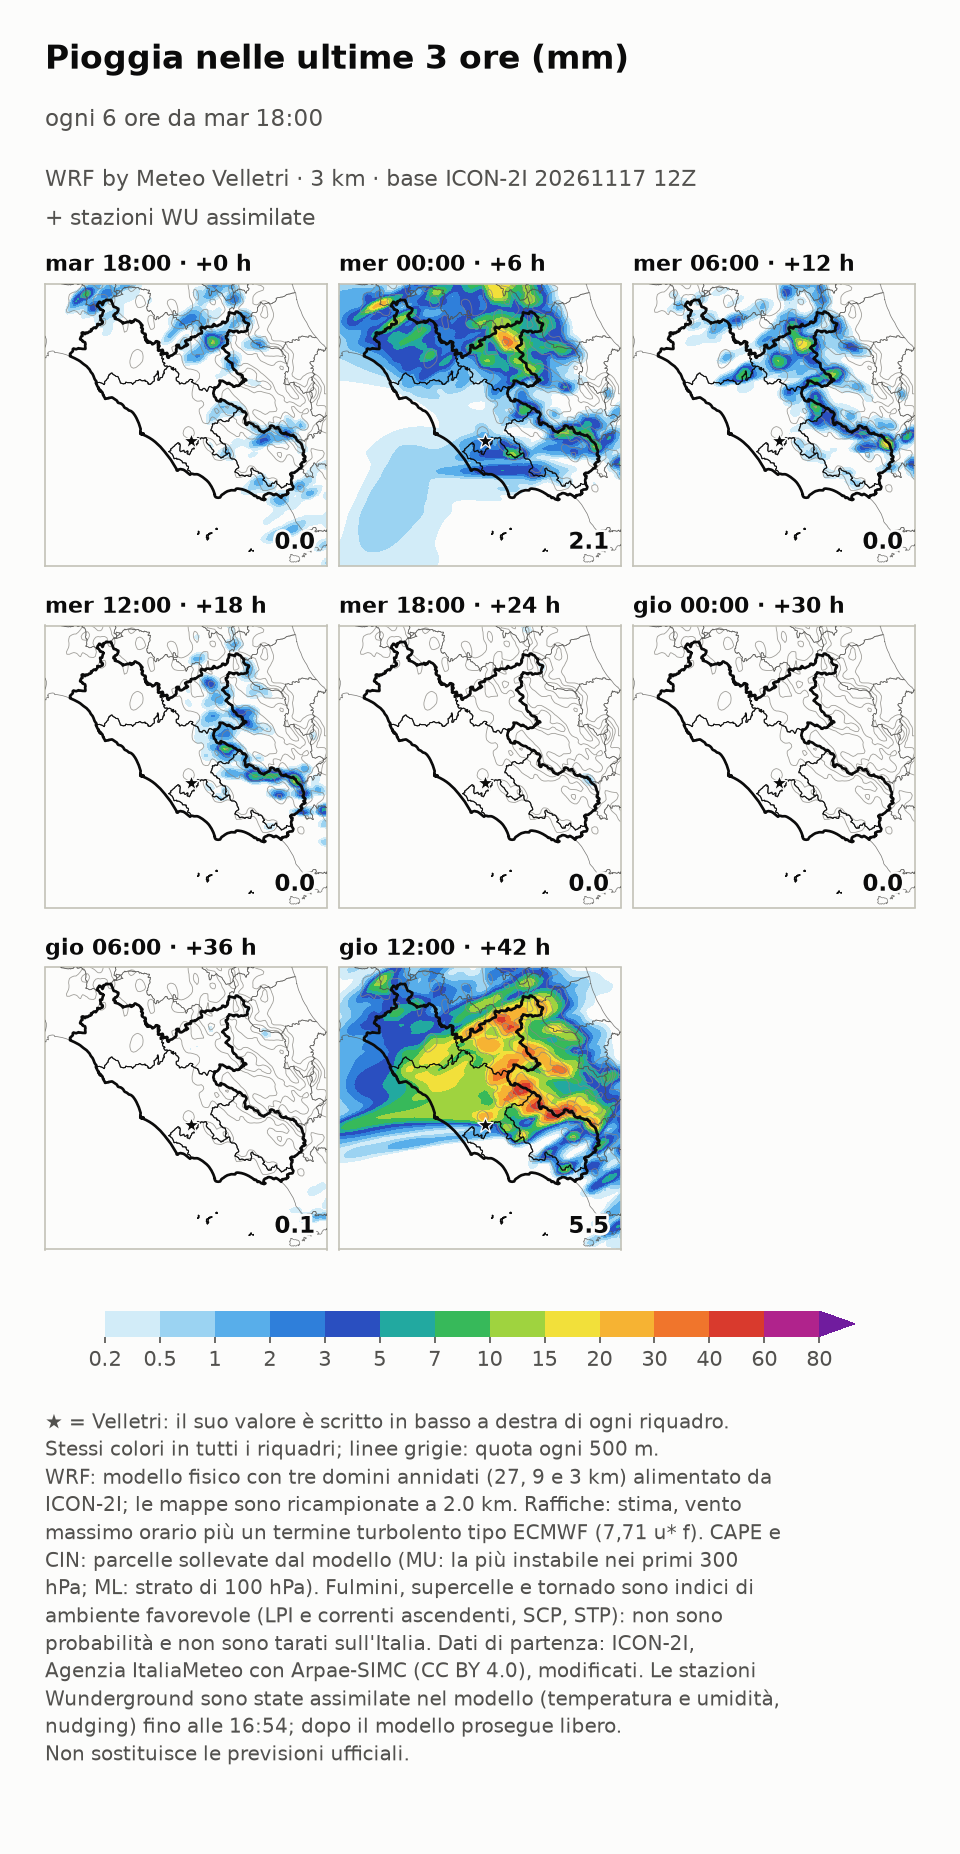 Pioggia nelle ultime 3 ore (mm)
ogni 6 ore da mar 18:00
WRF by Meteo Velletri · 3 km · base ICON-2I 20261117 12Z
+ stazioni WU assimilate
mar 18:00 · +0 h
mer 00:00 · +6 h
mer 06:00 · +12 h
0.0
2.1
0.0
mer 12:00 · +18 h
mer 18:00 · +24 h
gio 00:00 · +30 h
0.0
0.0
0.0
gio 06:00 · +36 h
gio 12:00 · +42 h
0.1
5.5
0.2 0.5 1 2 3 5 7 10 15 20 30 40 60 80
★ = Velletri: il suo valore è scritto in basso a destra di ogni riquadro.
Stessi colori in tutti i riquadri; linee grigie: quota ogni 500 m.
WRF: modello fisico con tre domini annidati (27, 9 e 3 km) alimentato da
ICON-2I; le mappe sono ricampionate a 2.0 km. Raffiche: stima, vento
massimo orario più un termine turbolento tipo ECMWF (7,71 u* f). CAPE e
CIN: parcelle sollevate dal modello (MU: la più instabile nei primi 300
hPa; ML: strato di 100 hPa). Fulmini, supercelle e tornado sono indici di
ambiente favorevole (LPI e correnti ascendenti, SCP, STP): non sono
probabilità e non sono tarati sull'Italia. Dati di partenza: ICON-2I,
Agenzia ItaliaMeteo con Arpae-SIMC (CC BY 4.0), modificati. Le stazioni
Wunderground sono state assimilate nel modello (temperatura e umidità,
nudging) fino alle 16:54; dopo il modello prosegue libero.
Non sostituisce le previsioni ufficiali.